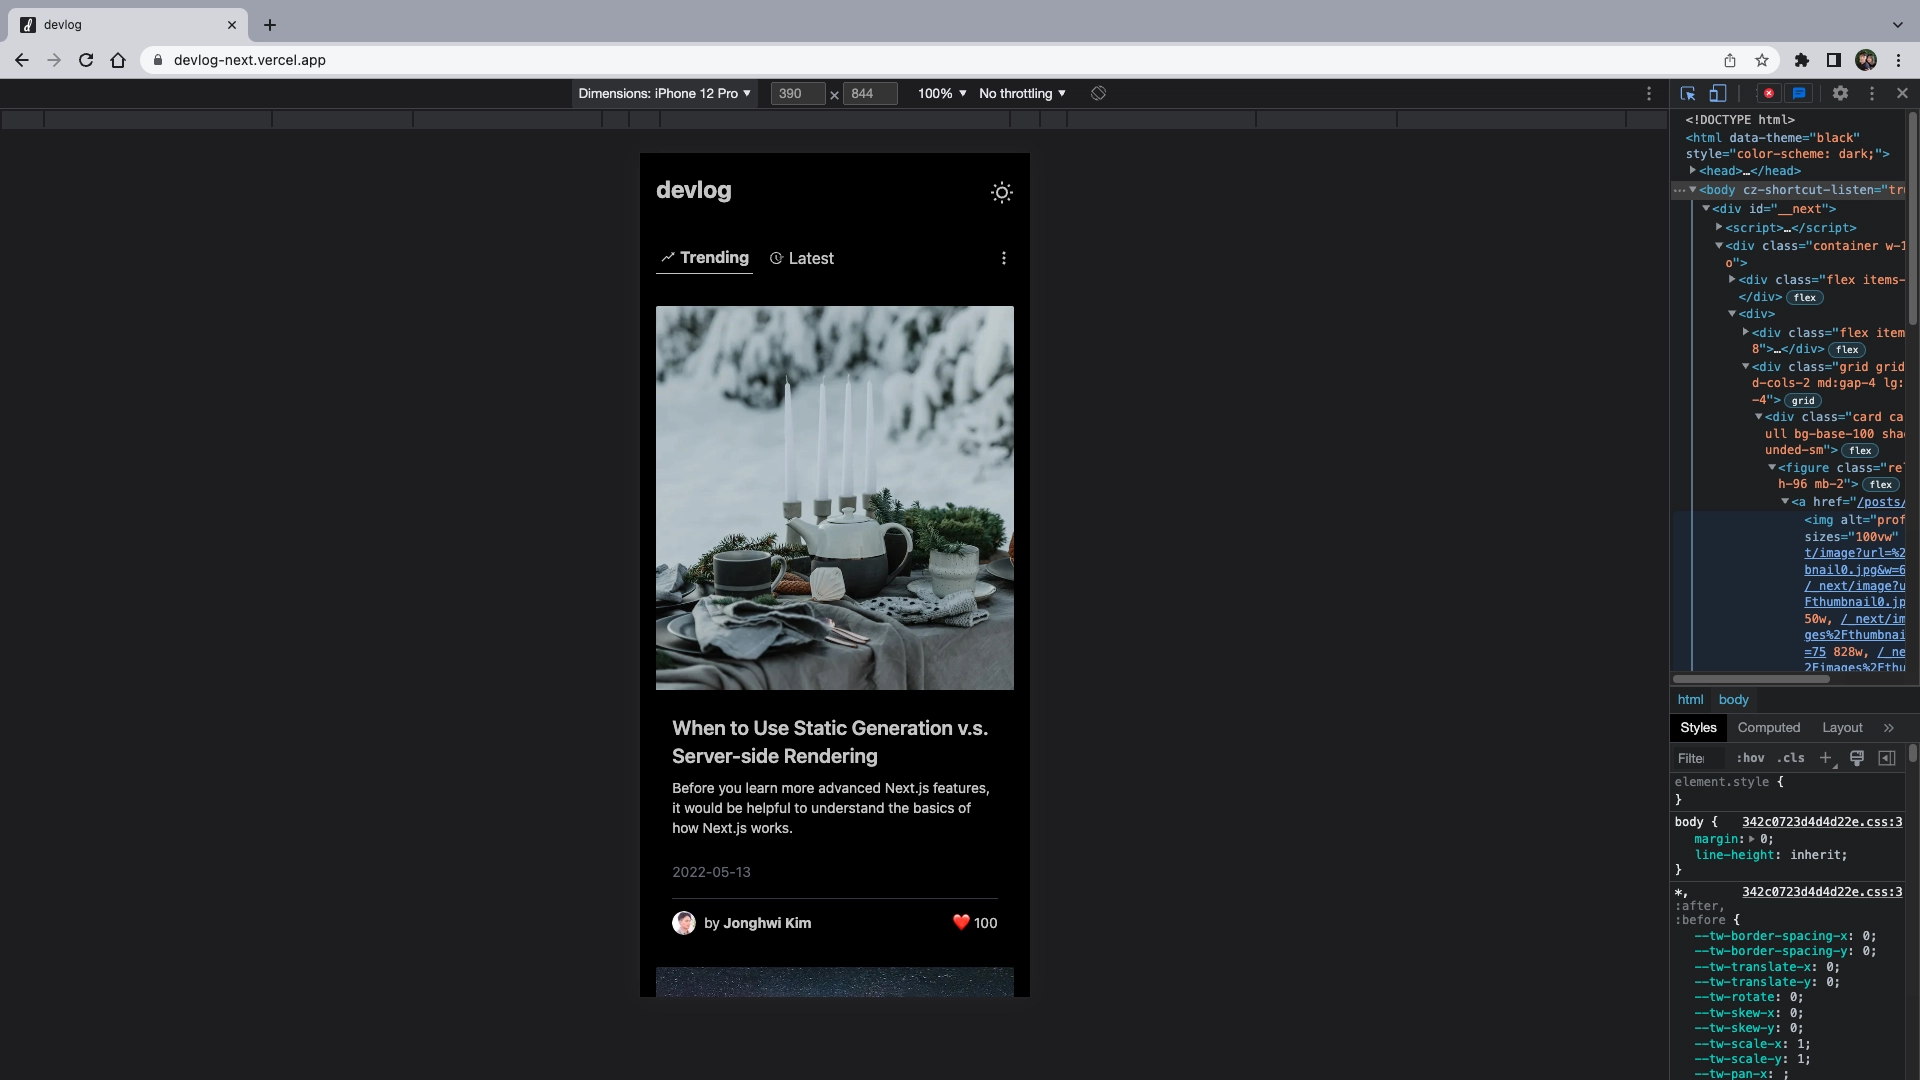 devlog
devlog-next.vercel.app
Dimensions: iPhone 12 Pro ▼ 390 × 844 100% ▼ No throttling ▼
devlog
Trending Latest
When to Use Static Generation v.s.
Server-side Rendering
Before you learn more advanced Next.js features,
it would be helpful to understand the basics of
how Next.js works.
2022-05-13
by Jonghwi Kim ❤️ 100
<!DOCTYPE html>
<html data-theme="black"
style="color-scheme: dark;">
<head>…</head>
<body cz-shortcut-listen="tr
<div id="__next">
<script>…</script>
<div class="container w-1
o">
<div class="flex items-
</div> flex
<div>
<div class="flex item
8">…</div> flex
<div class="grid grid
d-cols-2 md:gap-4 lg:
-4"> grid
<div class="card ca
ull bg-base-100 sha
unded-sm"> flex
<figure class="re
h-96 mb-2"> flex
<a href="/posts/
<img alt="prof
sizes="100vw"
t/image?url=%2
bnail0.jpg&w=6
/_next/image?u
Fthumbnail0.jp
50w, /_next/im
ges%2Fthumbnai
=75 828w, /_ne
2Fimages%2Fthu
html body
Styles Computed Layout »
Filte :hov .cls
element.style {
}
body { 342c0723d4d4d22e.css:3
margin: 0;
line-height: inherit;
}
*, 342c0723d4d4d22e.css:3
:after,
:before {
--tw-border-spacing-x: 0;
--tw-border-spacing-y: 0;
--tw-translate-x: 0;
--tw-translate-y: 0;
--tw-rotate: 0;
--tw-skew-x: 0;
--tw-skew-y: 0;
--tw-scale-x: 1;
--tw-scale-y: 1;
--tw-pan-x: ;